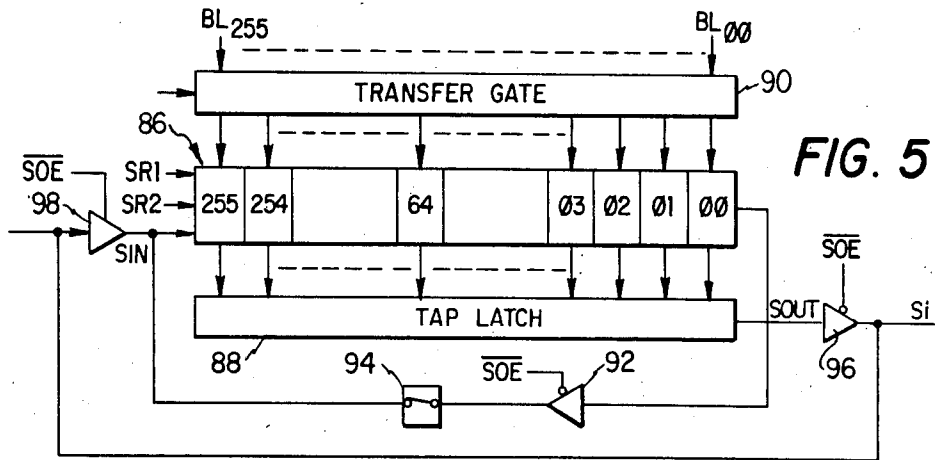 BL255 BL00
TRANSFER GATE 90
FIG. 5
86
SR1
SR2
SOE
98
SIN
255 254 64 03 02 01 00
TAP LATCH
88
SOUT
SOE
Si
96
94
SOE
92